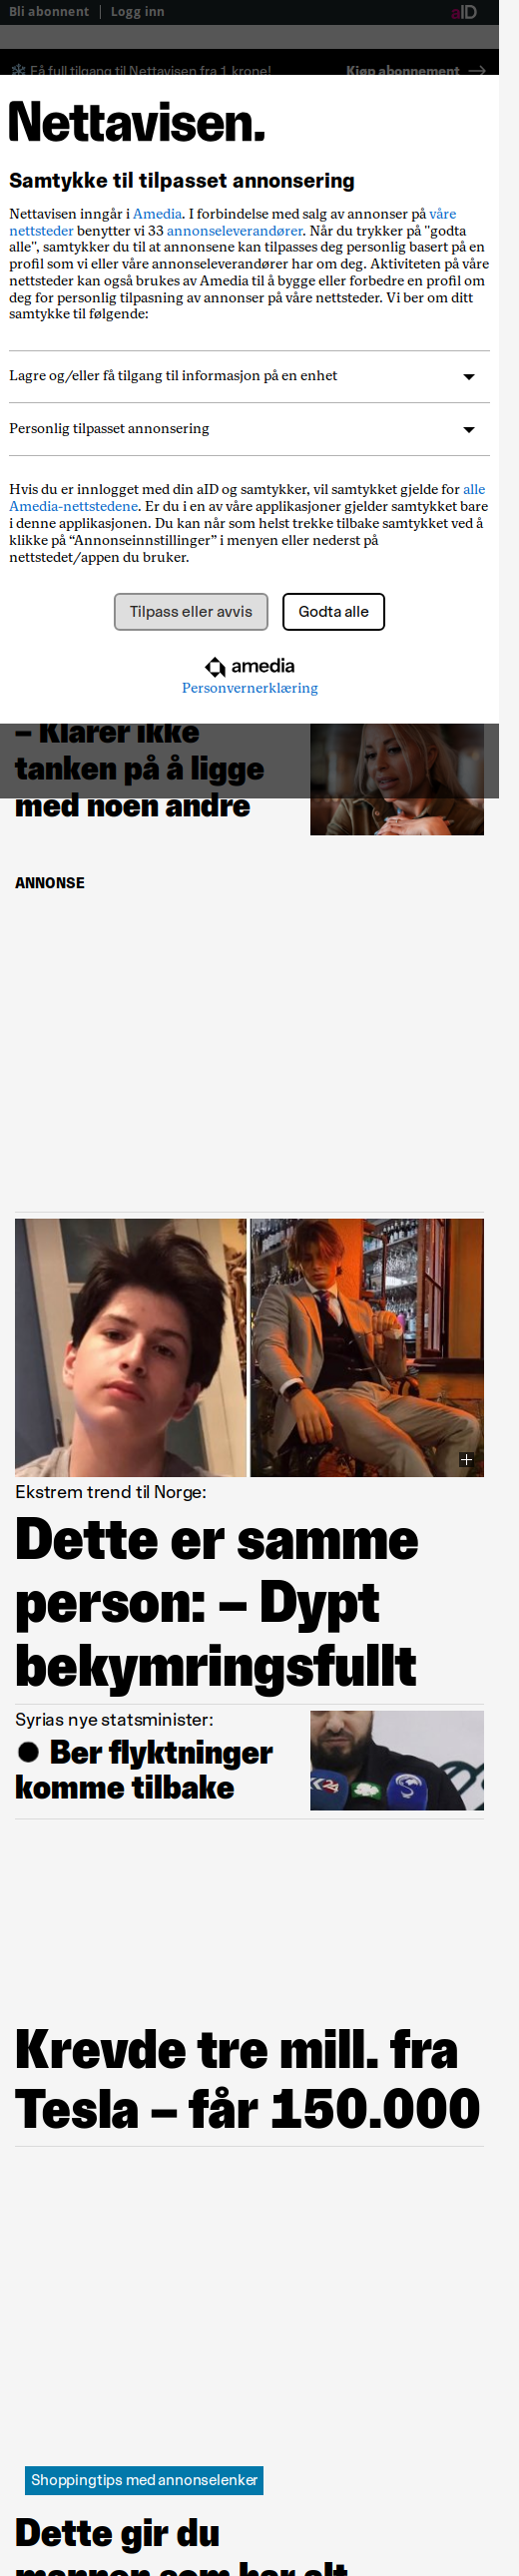 Bli abonnent | Logg inn aID
Få full tilgang til Nettavisen fra 1 krone! Kjøp abonnement →
Nettavisen.
Samtykke til tilpasset annonsering
Nettavisen inngår i Amedia. I forbindelse med salg av annonser på våre
nettsteder benytter vi 33 annonseleverandører. Når du trykker på "godta
alle", samtykker du til at annonsene kan tilpasses deg personlig basert på en
profil som vi eller våre annonseleverandører har om deg. Aktiviteten på våre
nettsteder kan også brukes av Amedia til å bygge eller forbedre en profil om
deg for personlig tilpasning av annonser på våre nettsteder. Vi ber om ditt
samtykke til følgende:
Lagre og/eller få tilgang til informasjon på en enhet
Personlig tilpasset annonsering
Hvis du er innlogget med din aID og samtykker, vil samtykket gjelde for alle
Amedia-nettstedene. Er du i en av våre applikasjoner gjelder samtykket bare
i denne applikasjonen. Du kan når som helst trekke tilbake samtykket ved å
klikke på “Annonseinnstillinger” i menyen eller nederst på
nettstedet/appen du bruker.
Tilpass eller avvis Godta alle
amedia
Personvernerklæring
– Klarer ikke
tanken på å ligge
med noen andre
ANNONSE
Ekstrem trend til Norge:
Dette er samme
person: – Dypt
bekymringsfullt
Syrias nye statsminister:
Ber flyktninger
komme tilbake
K24
Krevde tre mill. fra
Tesla – får 150.000
Shoppingtips med annonselenker
Dette gir du
mannen som har alt